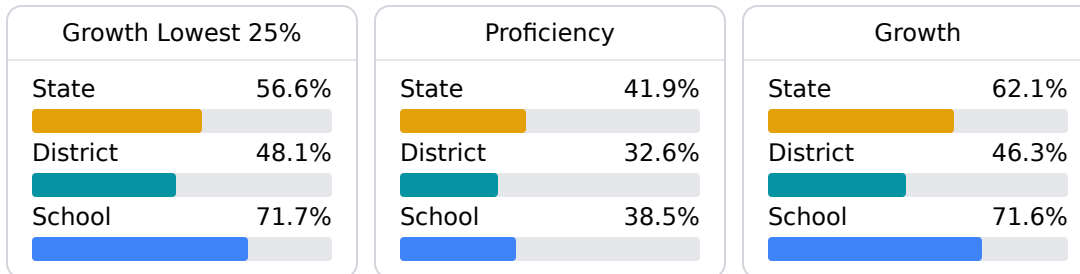 Growth Lowest 25%
State 56.6%
District 48.1%
School 71.7%
Proficiency
State 41.9%
District 32.6%
School 38.5%
Growth
State 62.1%
District 46.3%
School 71.6%